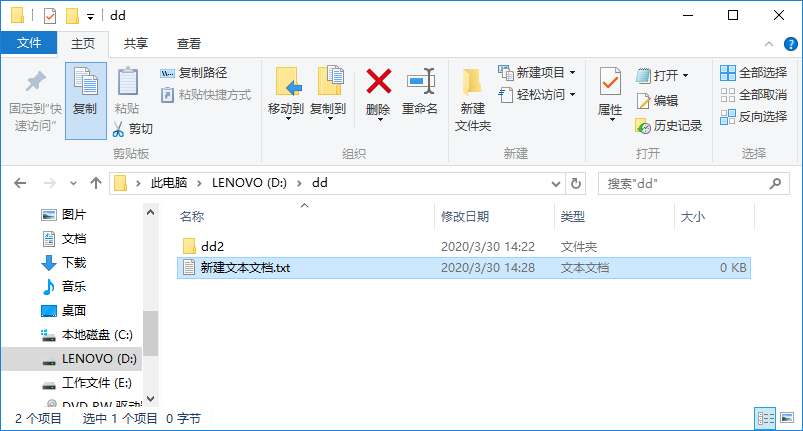 dd
文件 主页 共享 查看
固定到"快速访问"
复制
粘贴
复制路径
粘贴快捷方式
剪切
剪贴板
移动到 复制到 删除 重命名
组织
新建文件夹
新建项目
轻松访问
新建
属性
打开
编辑
历史记录
打开
全部选择
全部取消
反向选择
选择
此电脑 LENOVO (D:) dd
搜索"dd"
图片
文档
下载
音乐
桌面
本地磁盘 (C:)
LENOVO (D:)
工作文件 (E:)
DVD RW 驱动
名称 修改日期 类型 大小
dd2 2020/3/30 14:22 文件夹
新建文本文档.txt 2020/3/30 14:28 文本文档 0 KB
2 个项目 选中 1 个项目 0 字节